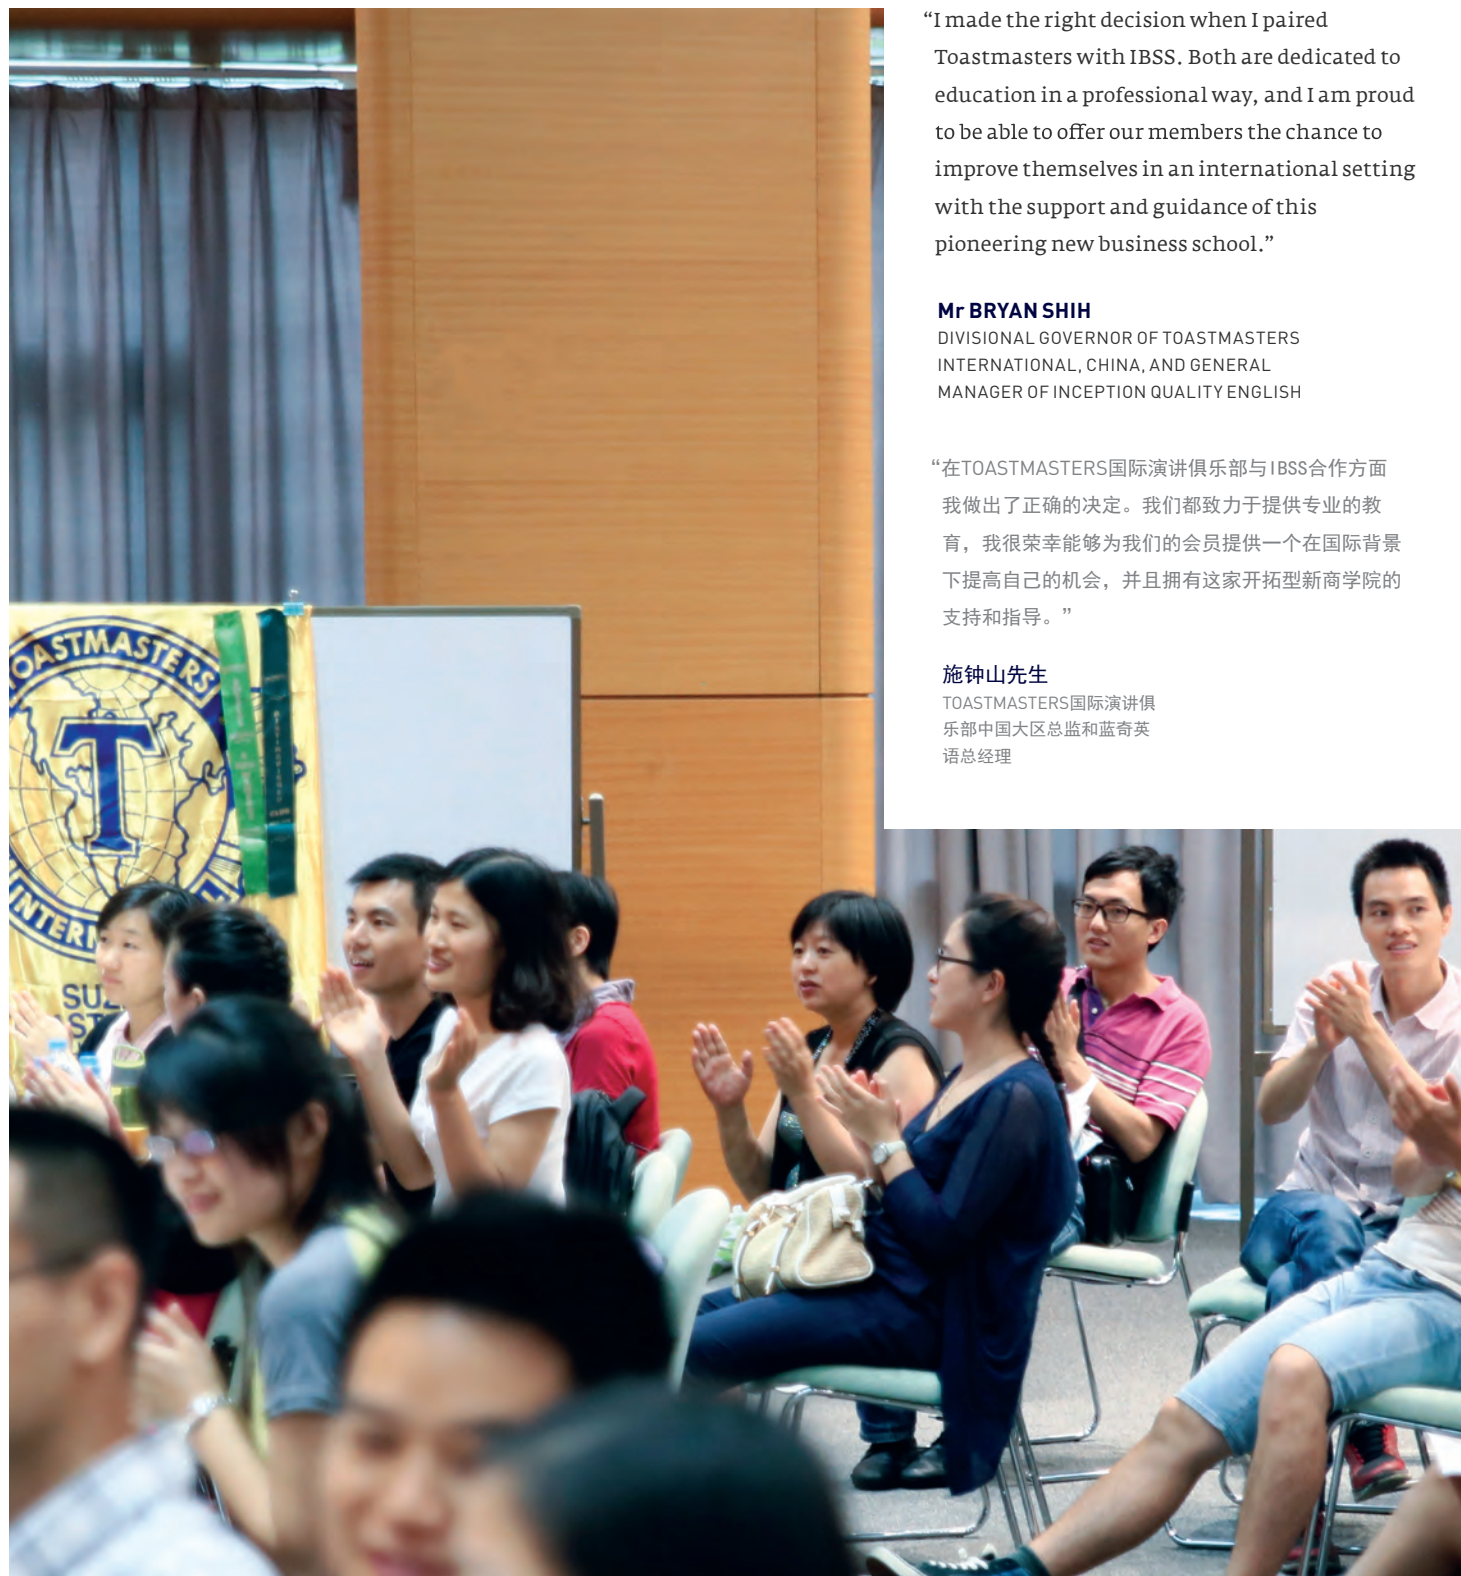 “I made the right decision when I paired
Toastmasters with IBSS. Both are dedicated to
education in a professional way, and I am proud
to be able to offer our members the chance to
improve themselves in an international setting
with the support and guidance of this
pioneering new business school.”
Mr BRYAN SHIH
DIVISIONAL GOVERNOR OF TOASTMASTERS
INTERNATIONAL, CHINA, AND GENERAL
MANAGER OF INCEPTION QUALITY ENGLISH
“在TOASTMASTERS国际演讲俱乐部与IBSS合作方面
我做出了正确的决定。我们都致力于提供专业的教
育，我很荣幸能够为我们的会员提供一个在国际背景
下提高自己的机会，并且拥有这家开拓型新商学院的
支持和指导。”
施钟山先生
TOASTMASTERS国际演讲俱
乐部中国大区总监和蓝奇英
语总经理
OASTMASTERS
T
INTERN
SUZ
ST